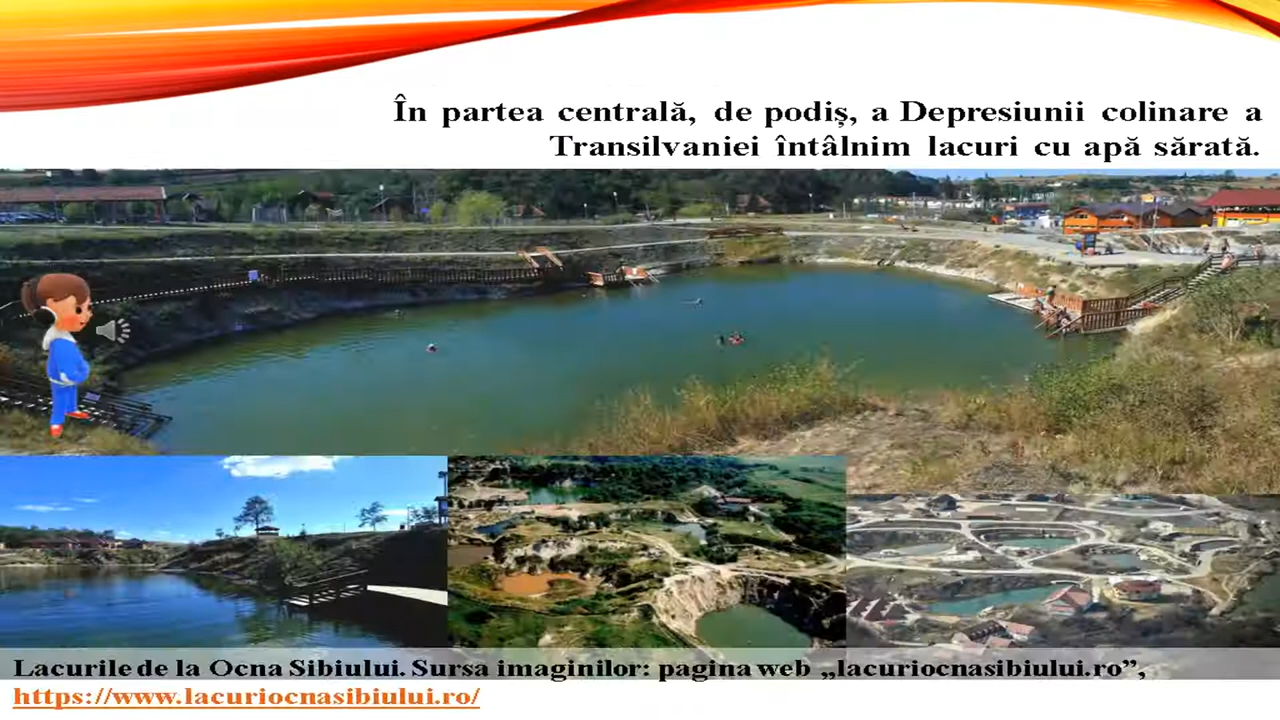 În partea centrală, de podiș, a Depresiunii colinare a
Transilvaniei întâlnim lacuri cu apă sărată.
Lacurile de la Ocna Sibiului. Sursa imaginilor: pagina web „lacuriocnasibiului.ro”,
https://www.lacuriocnasibiului.ro/